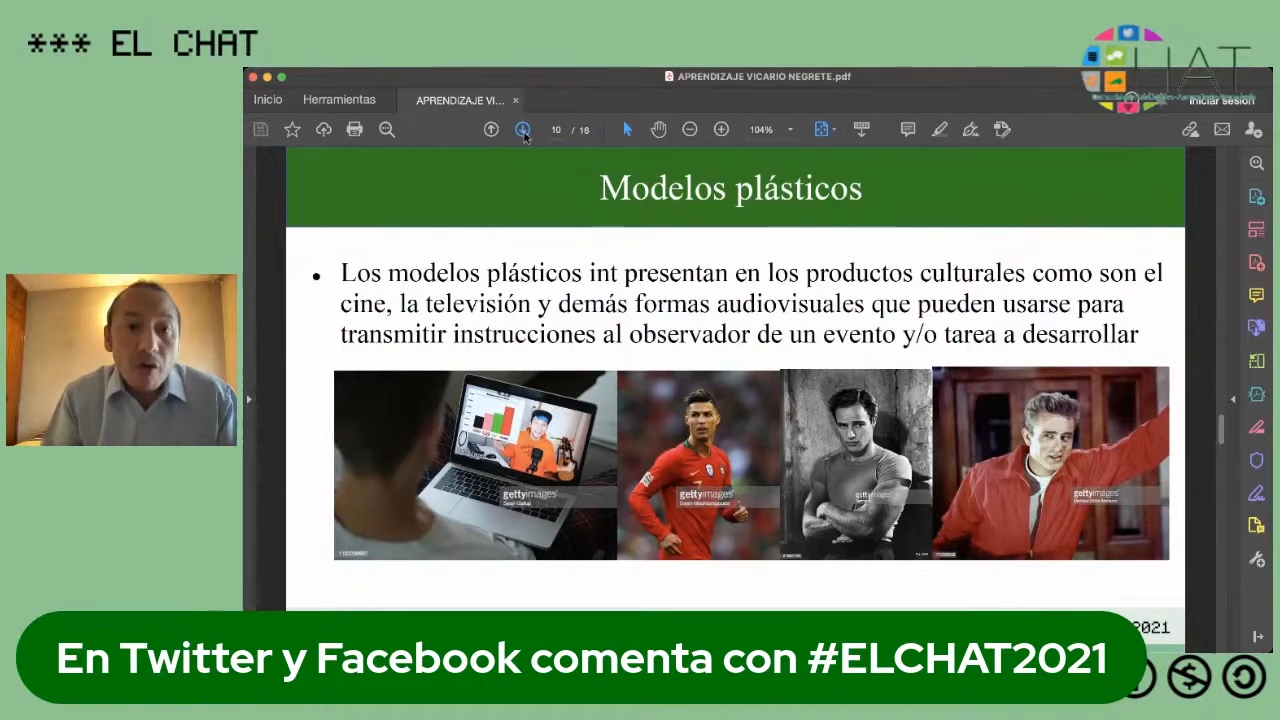 *** EL CHAT
HAT
APRENDIZAJE VICARIO NEGRETE.pdf
Inicio Herramientas APRENDIZAJE VI... × Iniciar sesión
10 / 16 104%
Modelos plásticos
• Los modelos plásticos int presentan en los productos culturales como son el
cine, la televisión y demás formas audiovisuales que pueden usarse para
transmitir instrucciones al observador de un evento y/o tarea a desarrollar
gettyimages
gettyimages
gettyimages
2021
En Twitter y Facebook comenta con #ELCHAT2021